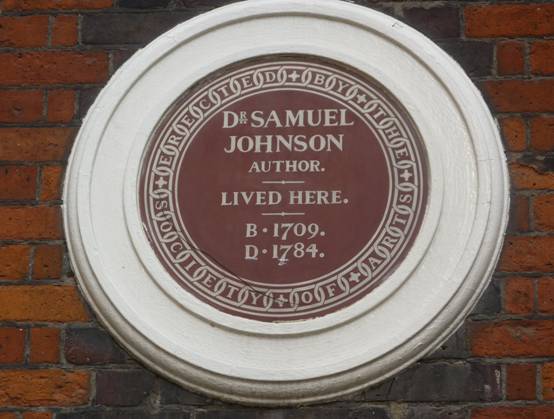 DR SAMUEL
JOHNSON
AUTHOR.
LIVED HERE.
B·1709.
D·1784.
ERECTED BY THE SOCIETY OF ARTS